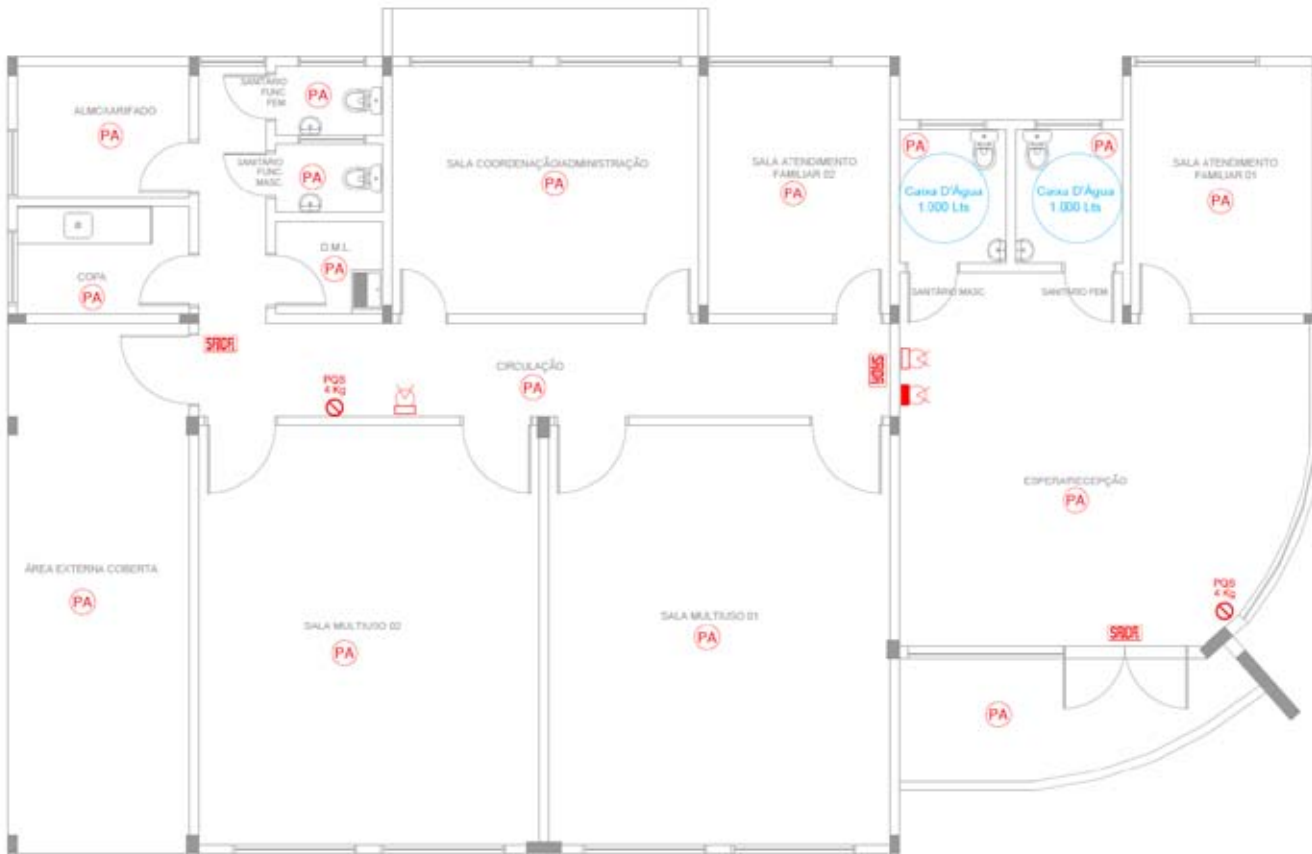 SANITÁRIO
FUNC
FEM
PA
ALMOXARIFADO
PA
SANITÁRIO
FUNC
MASC.
PA
SALA COORDENAÇÃO/ADMINISTRAÇÃO
PA
SALA ATENDIMENTO
FAMILIAR 02
PA
PA
Caixa D'Água
1.000 Lts
PA
Caixa D'Água
1.000 Lts
SALA ATENDIMENTO
FAMILIAR 01
PA
D.M.L.
PA
COPA
PA
SANITÁRIO MASC
SANITÁRIO FEM
SAÍDA
PQS
4 Kg
CIRCULAÇÃO
PA
SAÍDA
ESPERA/RECEPÇÃO
PA
ÁREA EXTERNA COBERTA
PA
SALA MULTIUSO 02
PA
SALA MULTIUSO 01
PA
PQS
4 Kg
SAÍDA
PA